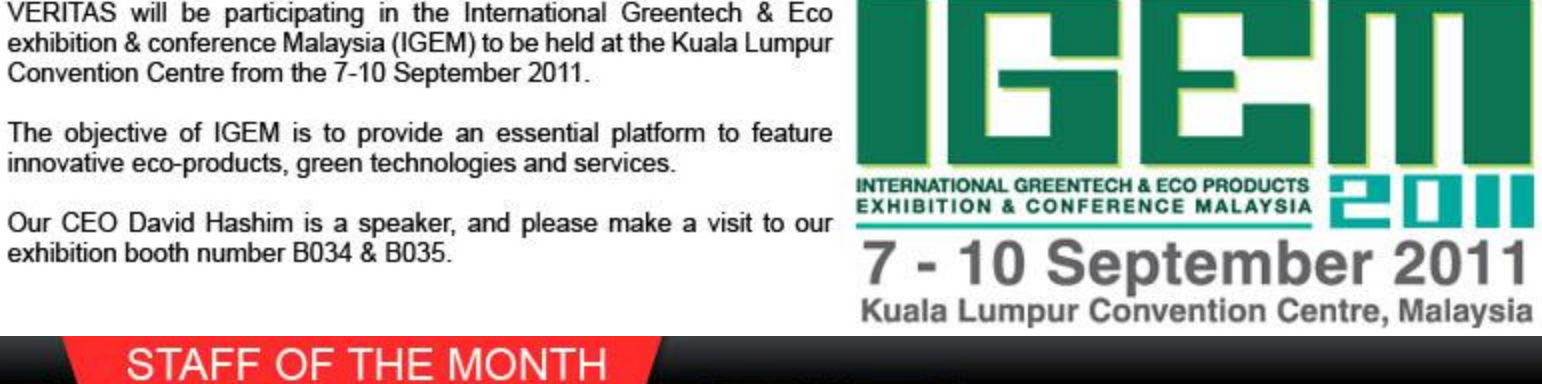 VERITAS will be participating in the International Greentech & Eco
exhibition & conference Malaysia (IGEM) to be held at the Kuala Lumpur
Convention Centre from the 7-10 September 2011.
The objective of IGEM is to provide an essential platform to feature
innovative eco-products, green technologies and services.
Our CEO David Hashim is a speaker, and please make a visit to our
exhibition booth number B034 & B035.
IGEM
INTERNATIONAL GREENTECH & ECO PRODUCTS
EXHIBITION & CONFERENCE MALAYSIA
2011
7 - 10 September 2011
Kuala Lumpur Convention Centre, Malaysia
STAFF OF THE MONTH